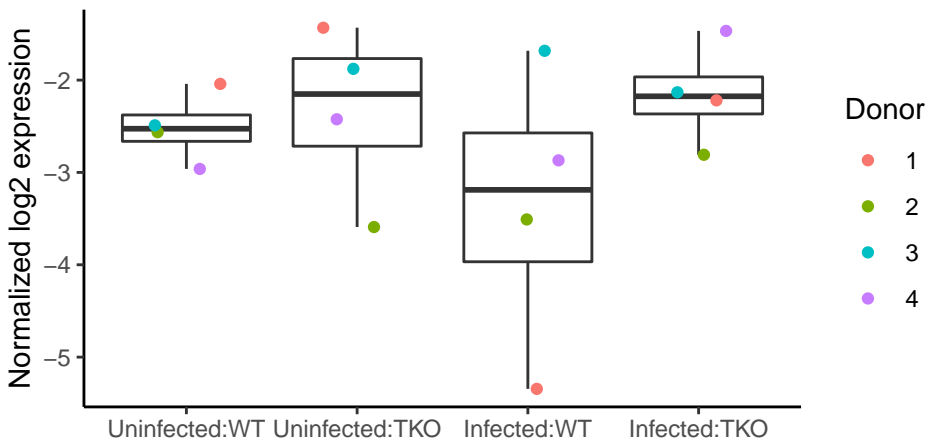 Normalized log2 expression
−2
−3
−4
−5
Uninfected:WT
Uninfected:TKO
Infected:WT
Infected:TKO
Donor
1
2
3
4